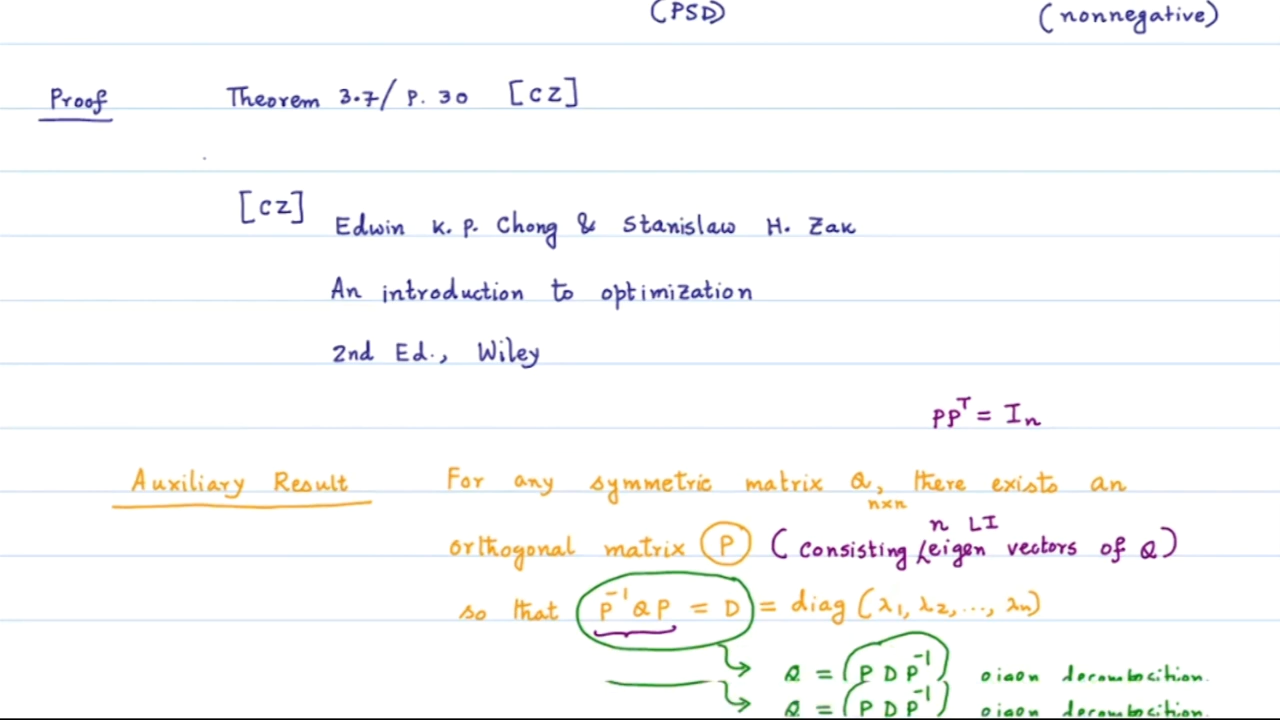 (PSD) (nonnegative)
Proof Theorem 3.7/ P. 30 [CZ]
[CZ] Edwin K. P. Chong & Stanislaw H. Zak
An introduction to optimization
2nd Ed., Wiley
PP^T = I_n
Auxiliary Result For any symmetric matrix Q, there exists an
n×n
n LI
orthogonal matrix P (consisting eigen vectors of Q)
so that P^-1 Q P = D = diag (λ1, λ2, ..., λn)
Q = P D P^-1
Q = P D P^-1